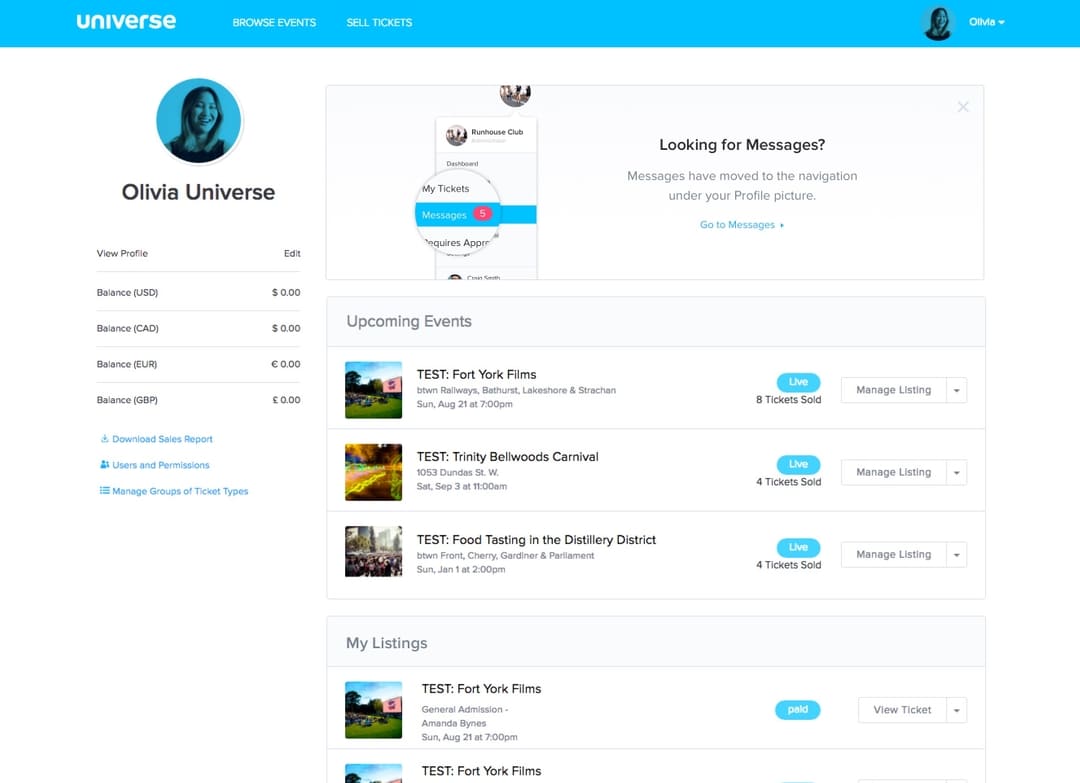 universe
BROWSE EVENTS
SELL TICKETS
Olivia
Olivia Universe
View Profile Edit
Balance (USD) $ 0.00
Balance (CAD) $ 0.00
Balance (EUR) € 0.00
Balance (GBP) £ 0.00
Download Sales Report
Users and Permissions
Manage Groups of Ticket Types
Runhouse Club
Dashboard
My Tickets
Messages 5
Requires Appro
Craig Smith
Looking for Messages?
Messages have moved to the navigation
under your Profile picture.
Go to Messages
Upcoming Events
TEST: Fort York Films
btwn Railways, Bathurst, Lakeshore & Strachan
Sun, Aug 21 at 7:00pm
Live
8 Tickets Sold
Manage Listing
TEST: Trinity Bellwoods Carnival
1053 Dundas St. W.
Sat, Sep 3 at 11:00am
Live
4 Tickets Sold
Manage Listing
TEST: Food Tasting in the Distillery District
btwn Front, Cherry, Gardiner & Parliament
Sun, Jan 1 at 2:00pm
Live
4 Tickets Sold
Manage Listing
My Listings
TEST: Fort York Films
General Admission -
Amanda Bynes
Sun, Aug 21 at 7:00pm
paid
View Ticket
TEST: Fort York Films